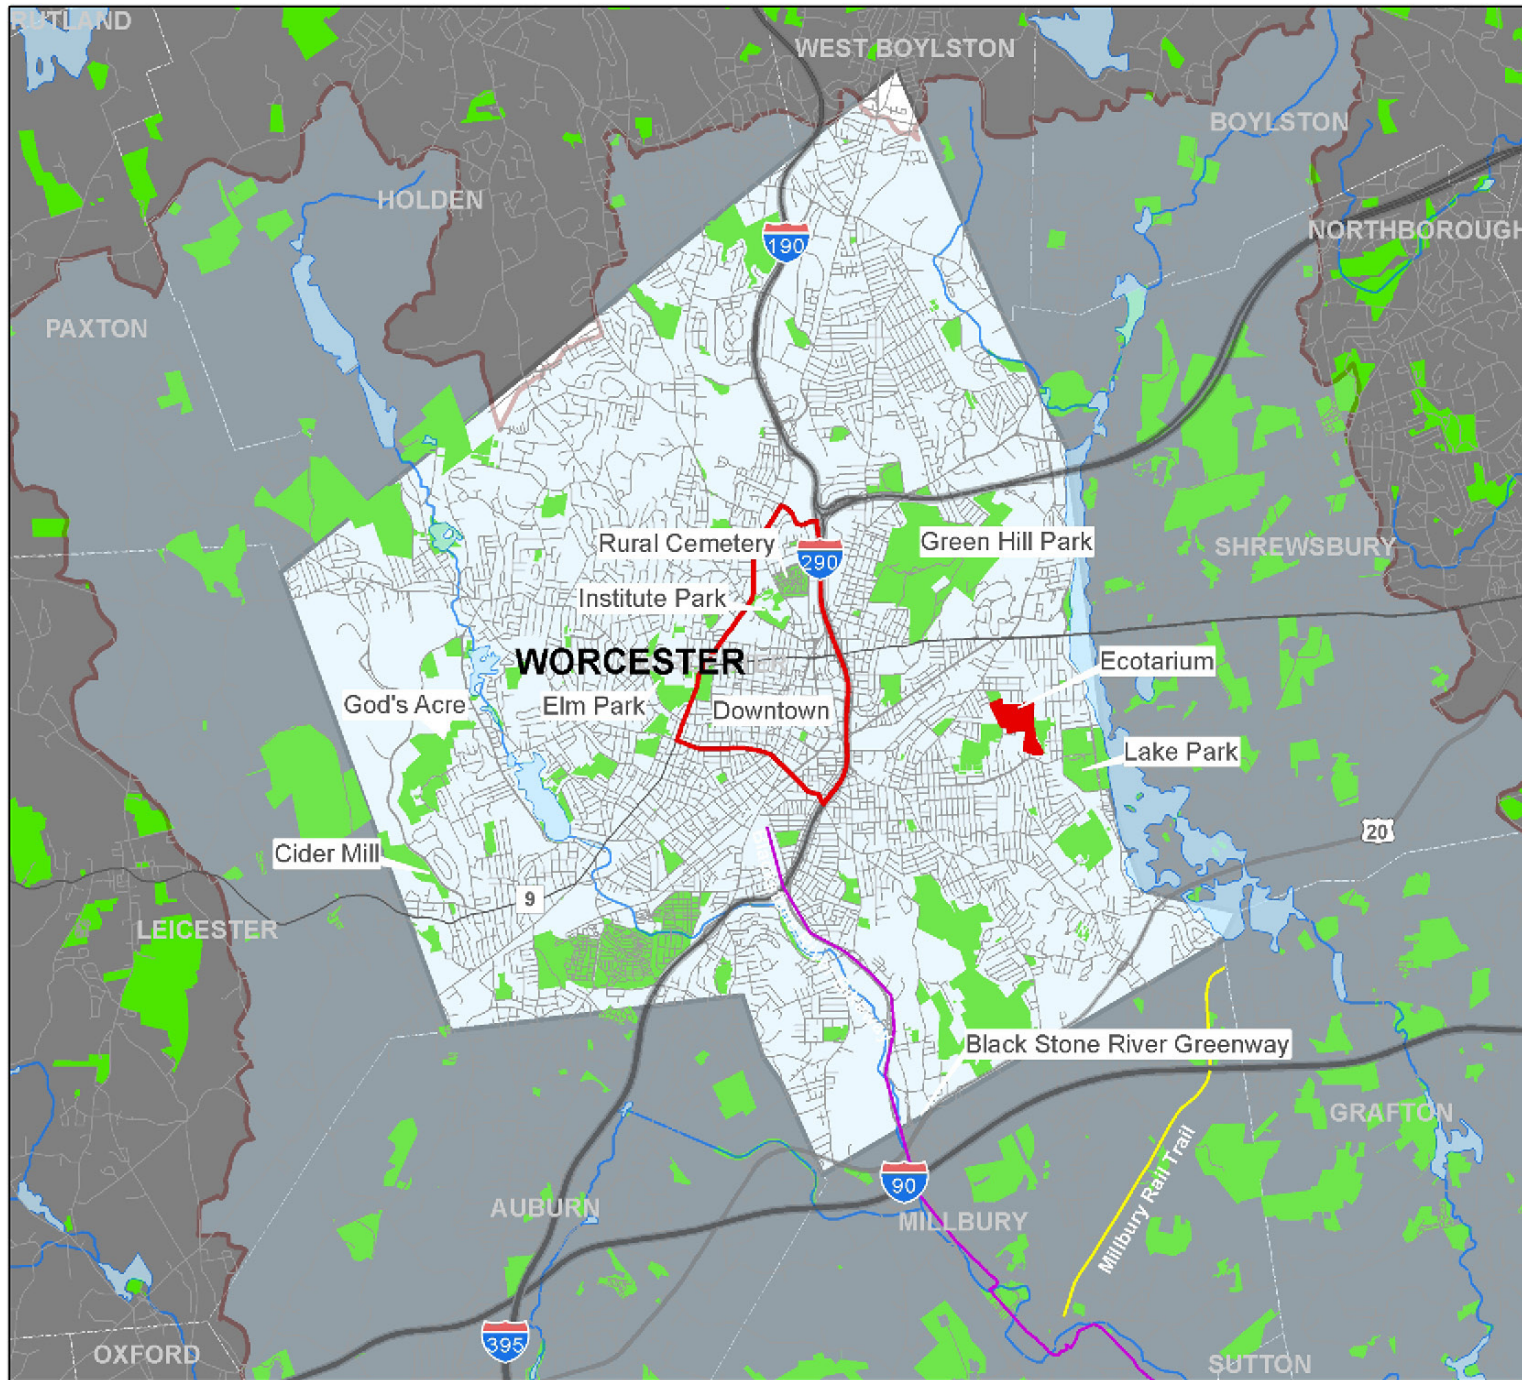 RUTLAND
WEST BOYLSTON
BOYLSTON
HOLDEN
NORTHBOROUGH
190
PAXTON
Rural Cemetery
Green Hill Park
SHREWSBURY
290
Institute Park
WORCESTER
Ecotarium
God's Acre
Elm Park
Downtown
Lake Park
20
Cider Mill
9
LEICESTER
Black Stone River Greenway
GRAFTON
Millbury Rail Trail
90
AUBURN
MILLBURY
395
OXFORD
SUTTON